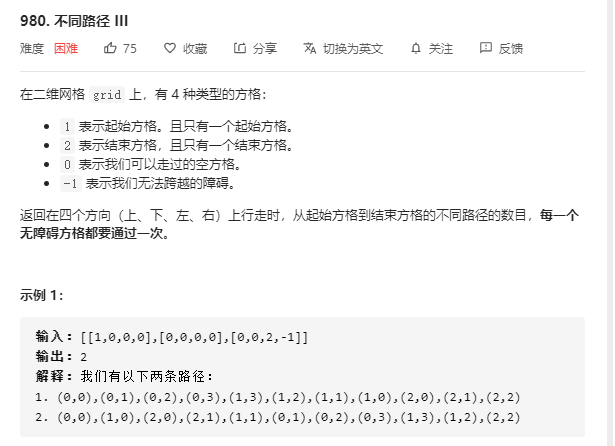 980. 不同路径 III
难度 困难 75 收藏 分享 切换为英文 关注 反馈
在二维网格 grid 上，有 4 种类型的方格：
• 1 表示起始方格。且只有一个起始方格。
• 2 表示结束方格，且只有一个结束方格。
• 0 表示我们可以走过的空方格。
• -1 表示我们无法跨越的障碍。
返回在四个方向（上、下、左、右）上行走时，从起始方格到结束方格的不同路径的数目，每一个
无障碍方格都要通过一次。
示例 1：
输入：[[1,0,0,0],[0,0,0,0],[0,0,2,-1]]
输出：2
解释：我们有以下两条路径：
1. (0,0),(0,1),(0,2),(0,3),(1,3),(1,2),(1,1),(1,0),(2,0),(2,1),(2,2)
2. (0,0),(1,0),(2,0),(2,1),(1,1),(0,1),(0,2),(0,3),(1,3),(1,2),(2,2)